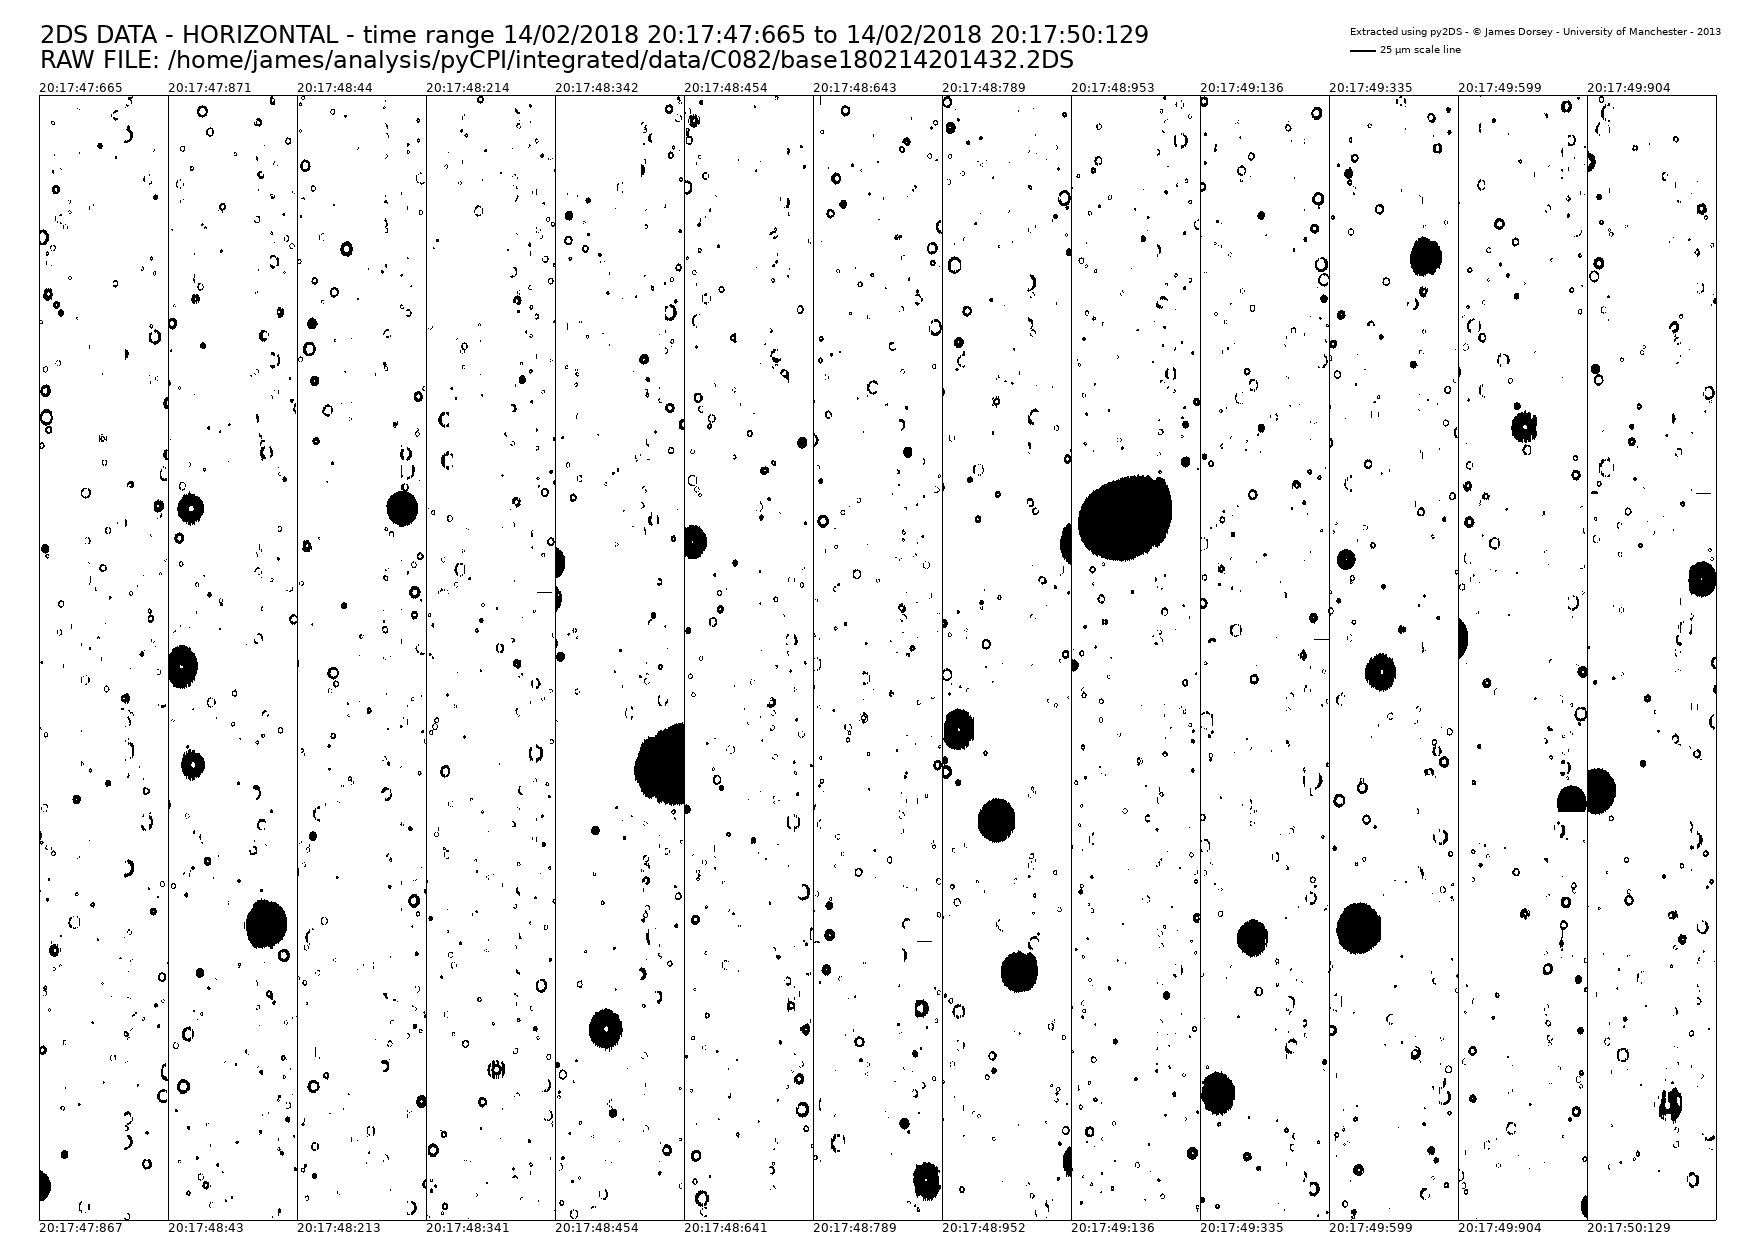 2DS DATA - HORIZONTAL - time range 14/02/2018 20:17:47:665 to 14/02/2018 20:17:50:129
RAW FILE: /home/james/analysis/pyCPI/integrated/data/C082/base180214201432.2DS
Extracted using py2DS - © James Dorsey - University of Manchester - 2013
25 µm scale line
20:17:47:665 20:17:47:871 20:17:48:44 20:17:48:214 20:17:48:342 20:17:48:454 20:17:48:643 20:17:48:789 20:17:48:953 20:17:49:136 20:17:49:335 20:17:49:599 20:17:49:904
20:17:47:867 20:17:48:43 20:17:48:213 20:17:48:341 20:17:48:454 20:17:48:641 20:17:48:789 20:17:48:952 20:17:49:136 20:17:49:335 20:17:49:599 20:17:49:904 20:17:50:129